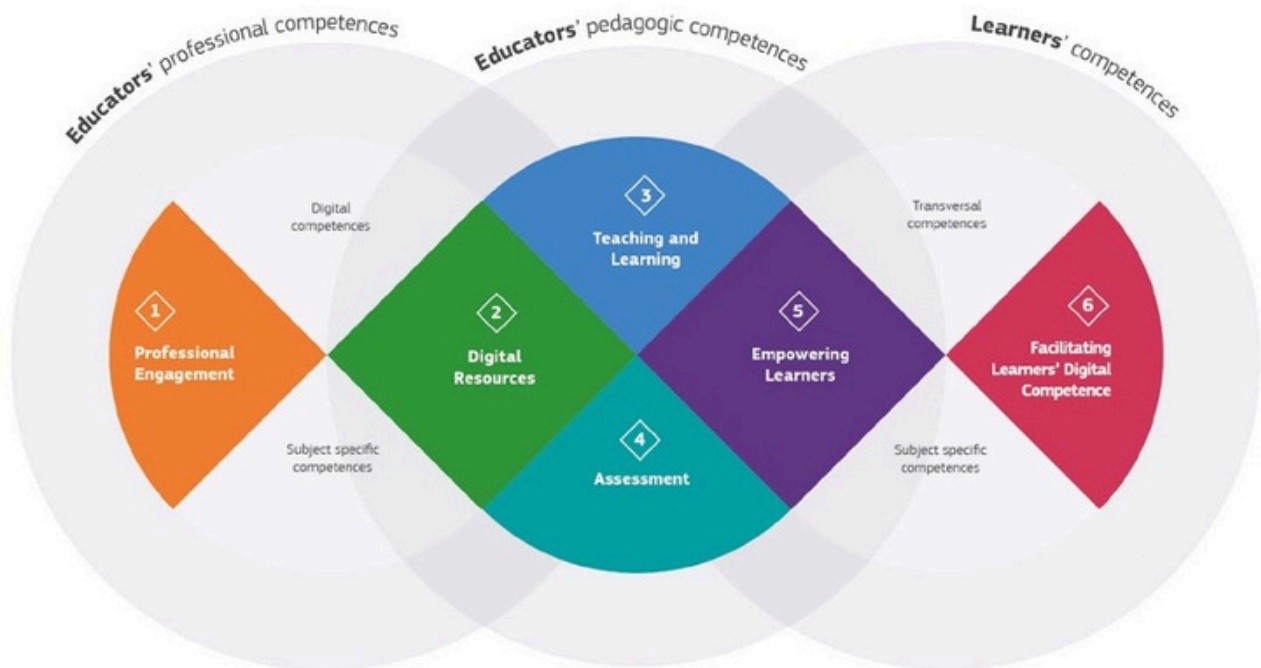 Educators' professional competences
Educators' pedagogic competences
Learners' competences
Digital
competences
Subject specific
competences
1
Professional
Engagement
2
Digital
Resources
3
Teaching and
Learning
4
Assessment
5
Empowering
Learners
Transversal
competences
Subject specific
competences
6
Facilitating
Learners' Digital
Competence